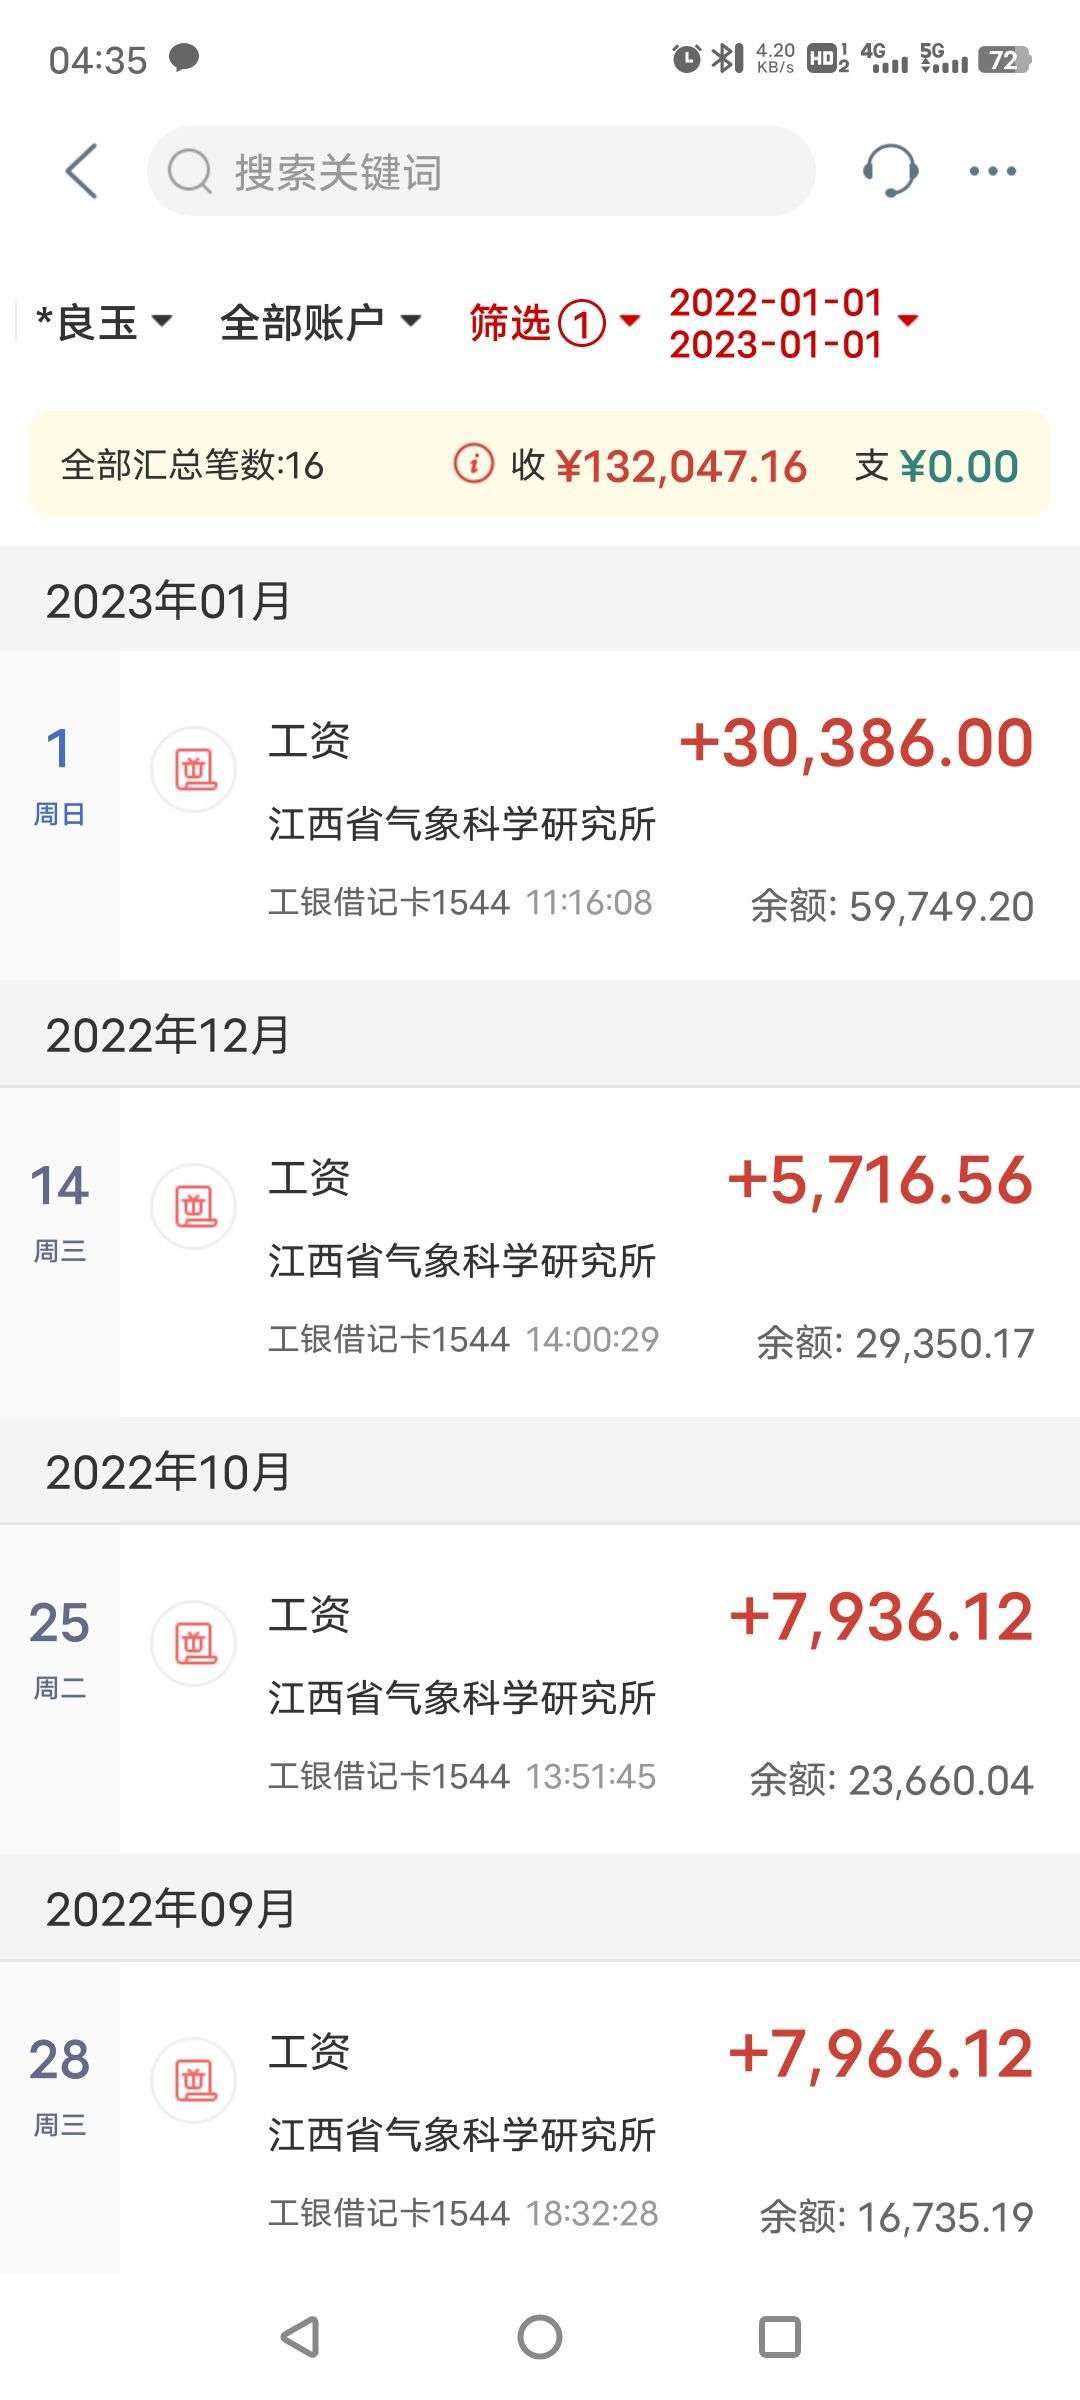 04:35 4.20 KB/s HD 1 2 4G 5G 72
搜索关键词
*良玉 全部账户 筛选① 2022-01-01
2023-01-01
全部汇总笔数:16 收 ¥132,047.16 支 ¥0.00
2023年01月
1 工资 +30,386.00
周日 江西省气象科学研究所
工银借记卡1544 11:16:08 余额: 59,749.20
2022年12月
14 工资 +5,716.56
周三 江西省气象科学研究所
工银借记卡1544 14:00:29 余额: 29,350.17
2022年10月
25 工资 +7,936.12
周二 江西省气象科学研究所
工银借记卡1544 13:51:45 余额: 23,660.04
2022年09月
28 工资 +7,966.12
周三 江西省气象科学研究所
工银借记卡1544 18:32:28 余额: 16,735.19